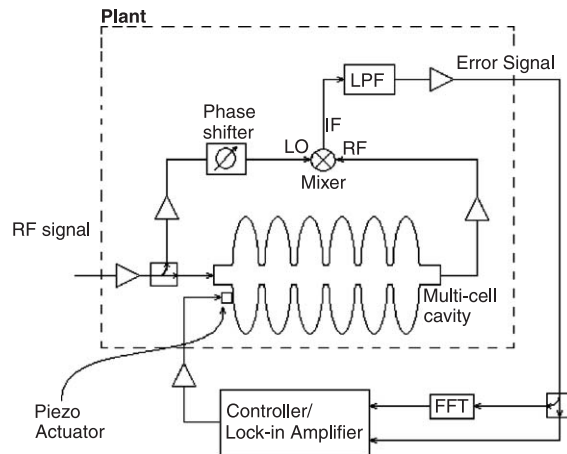 Plant
Error Signal
LPF
Phase
shifter
IF
LO
RF
Mixer
RF signal
Multi-cell
cavity
Piezo
Actuator
Controller/
Lock-in Amplifier
FFT